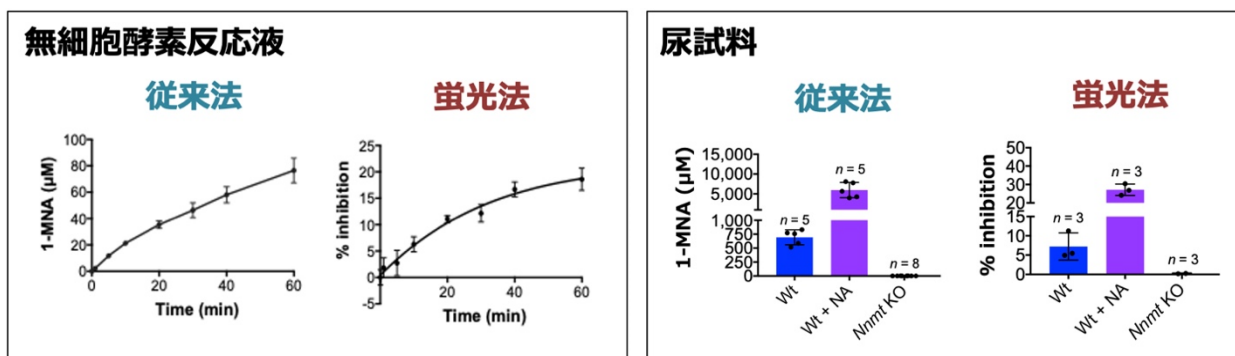 無細胞酵素反応液
従来法
蛍光法
1-MNA (μM)
100
80
60
40
20
0
0
20
40
60
Time (min)
% inhibition
25
20
15
10
5
0
-5
20
40
60
Time (min)
尿試料
従来法
蛍光法
1-MNA (μM)
15,000
10,000
5,000
1,000
750
500
250
0
n = 5
n = 5
n = 8
Wt
Wt + NA
Nnmt KO
% inhibition
50
40
30
20
15
10
5
0
n = 3
n = 3
n = 3
Wt
Wt + NA
Nnmt KO